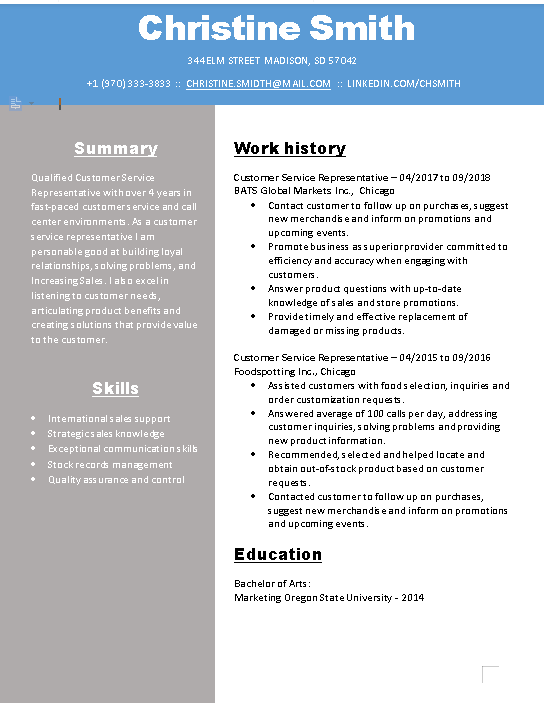 Christine Smith
344 ELM STREET MADISON, SD 57042
+1 (970) 333-3833 :: CHRISTINE.SMIDTH@MAIL.COM :: LINKEDIN.COM/CHSMITH
Summary
Qualified Customer Service
Representative with over 4 years in
fast-paced customer service and call
center environments. As a customer
service representative I am
personable good at building loyal
relationships, solving problems, and
Increasing Sales. I also excel in
listening to customer needs,
articulating product benefits and
creating solutions that provide value
to the customer.
Skills
• International sales support
• Strategic sales knowledge
• Exceptional communication skills
• Stock records management
• Quality assurance and control
Work history
Customer Service Representative – 04/2017 to 09/2018
BATS Global Markets Inc., Chicago
• Contact customer to follow up on purchases, suggest
new merchandise and inform on promotions and
upcoming events.
• Promote business as superior provider committed to
efficiency and accuracy when engaging with
customers.
• Answer product questions with up-to-date
knowledge of sales and store promotions.
• Provide timely and effective replacement of
damaged or missing products.
Customer Service Representative – 04/2015 to 09/2016
Foodspotting Inc., Chicago
• Assisted customers with food selection, inquiries and
order customization requests.
• Answered average of 100 calls per day, addressing
customer inquiries, solving problems and providing
new product information.
• Recommended, selected and helped locate and
obtain out-of-stock product based on customer
requests.
• Contacted customer to follow up on purchases,
suggest new merchandise and inform on promotions
and upcoming events.
Education
Bachelor of Arts:
Marketing Oregon State University - 2014